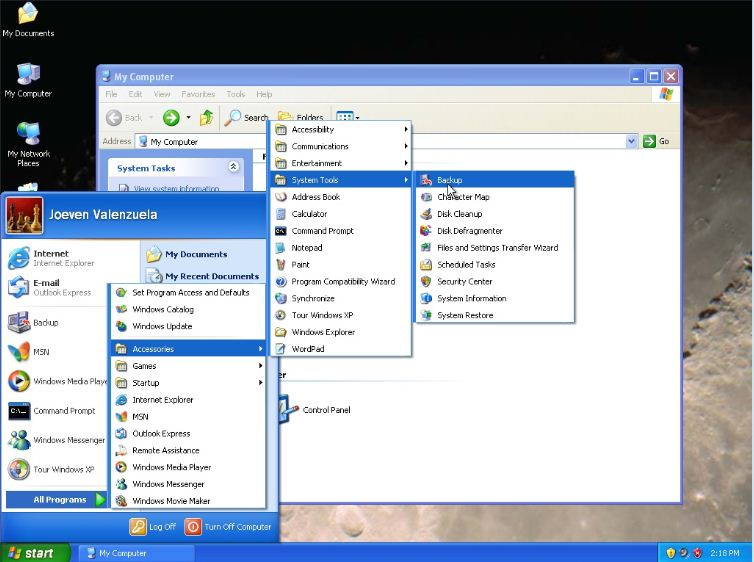 My Documents
My Computer
My Network
Places
My Computer
File Edit View Favorites Tools Help
Back Search Folders
Address My Computer Go
System Tasks
View system information
Joeven Valenzuela
Internet
Internet Explorer
E-mail
Outlook Express
Backup
MSN
Windows Media Player
Command Prompt
Windows Messenger
Tour Windows XP
All Programs
My Documents
My Recent Documents
Set Program Access and Defaults
Windows Catalog
Windows Update
Accessories
Games
Startup
Internet Explorer
MSN
Outlook Express
Remote Assistance
Windows Media Player
Windows Messenger
Windows Movie Maker
Accessibility
Communications
Entertainment
System Tools
Address Book
Calculator
Command Prompt
Notepad
Paint
Program Compatibility Wizard
Synchronize
Tour Windows XP
Windows Explorer
WordPad
Backup
Character Map
Disk Cleanup
Disk Defragmenter
Files and Settings Transfer Wizard
Scheduled Tasks
Security Center
System Information
System Restore
Control Panel
Log Off Turn Off Computer
start My Computer 2:18 PM